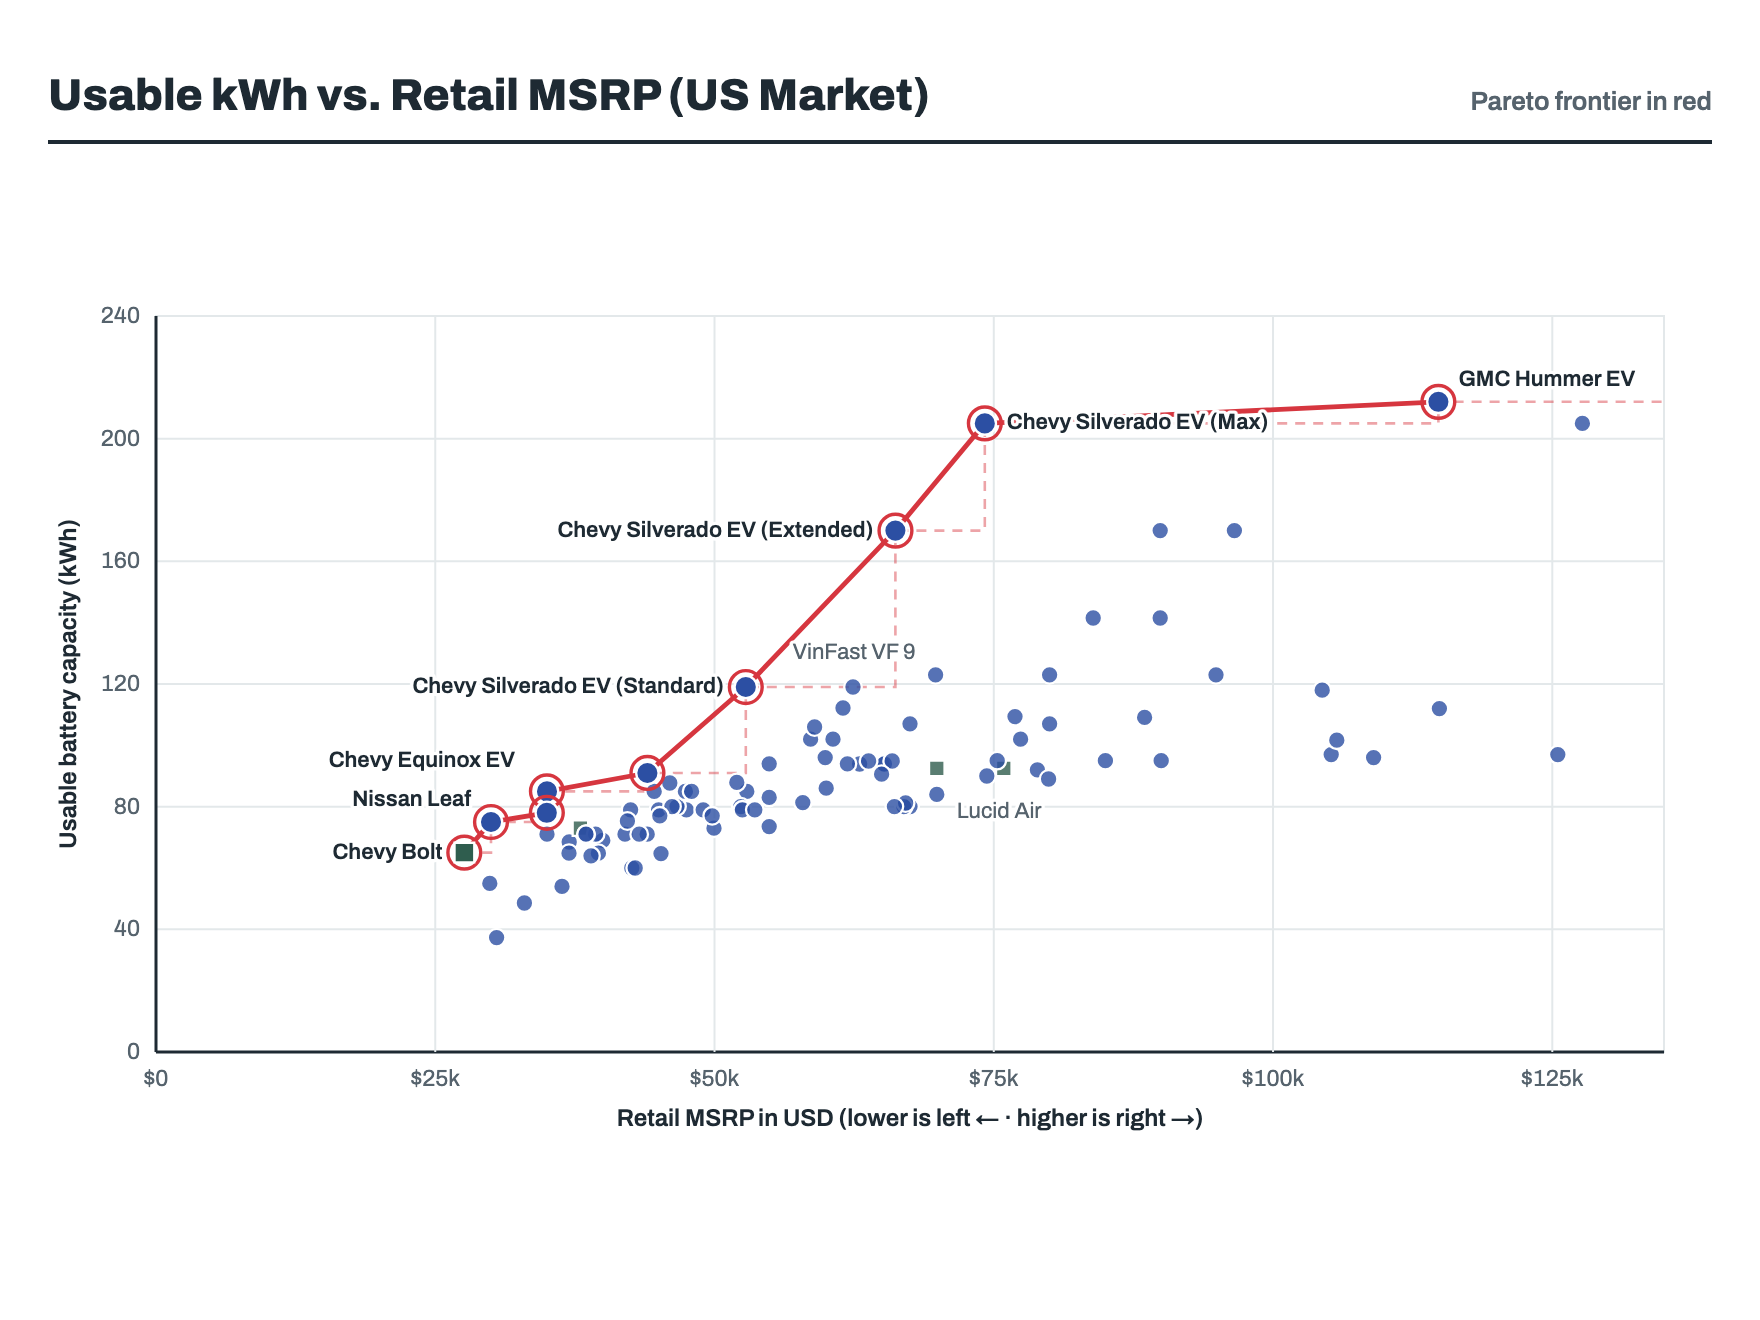 Usable kWh vs. Retail MSRP (US Market)
Pareto frontier in red
Usable battery capacity (kWh)
240
200
160
120
80
40
0
GMC Hummer EV
Chevy Silverado EV (Max)
Chevy Silverado EV (Extended)
VinFast VF 9
Chevy Silverado EV (Standard)
Chevy Equinox EV
Nissan Leaf
Lucid Air
Chevy Bolt
$0
$25k
$50k
$75k
$100k
$125k
Retail MSRP in USD (lower is left ← · higher is right →)